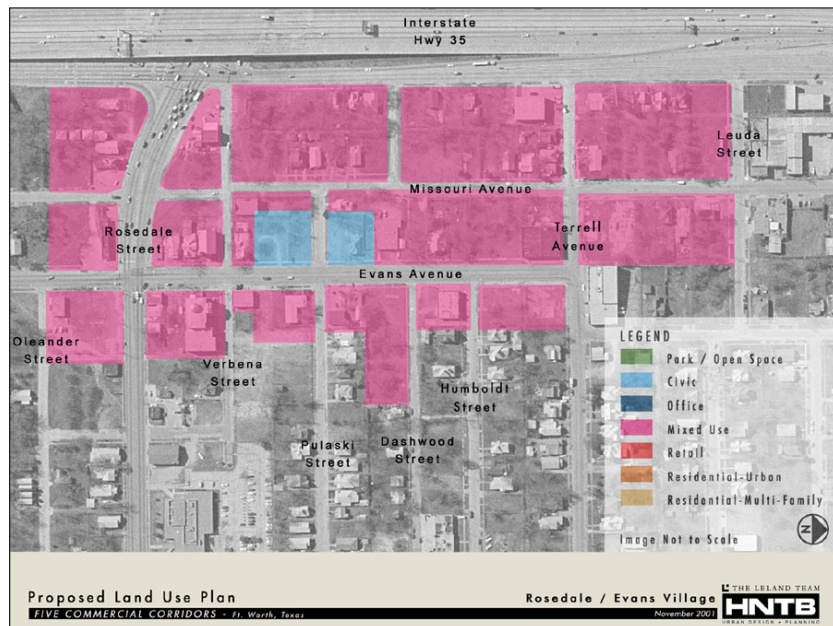 Interstate
Hwy 35
Leuda
Street
Missouri Avenue
Rosedale
Street
Terrell
Avenue
Evans Avenue
Oleander
Street
Verbena
Street
Humboldt
Street
Pulaski
Street
Dashwood
Street
LEGEND
Park / Open Space
Civic
Office
Mixed Use
Retail
Residential-Urban
Residential-Multi-Family
Image Not to Scale
N
Proposed Land Use Plan
Rosedale / Evans Village
FIVE COMMERCIAL CORRIDORS - Ft. Worth, Texas
November 2001
THE LELAND TEAM
HNTB
URBAN DESIGN • PLANNING